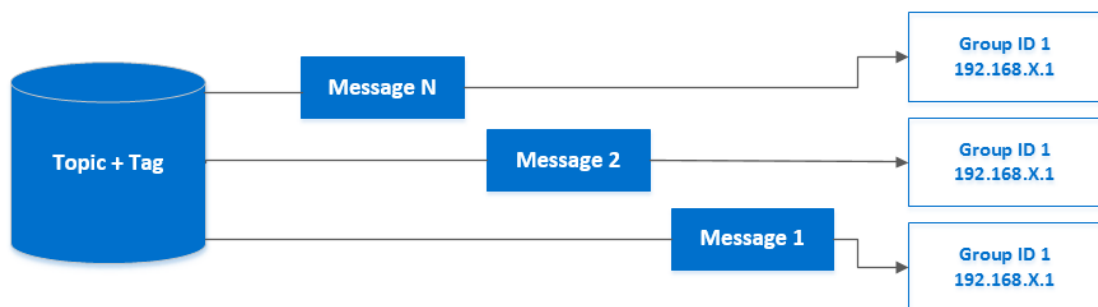 Topic + Tag
Message N
Group ID 1
192.168.X.1
Message 2
Group ID 1
192.168.X.1
Message 1
Group ID 1
192.168.X.1